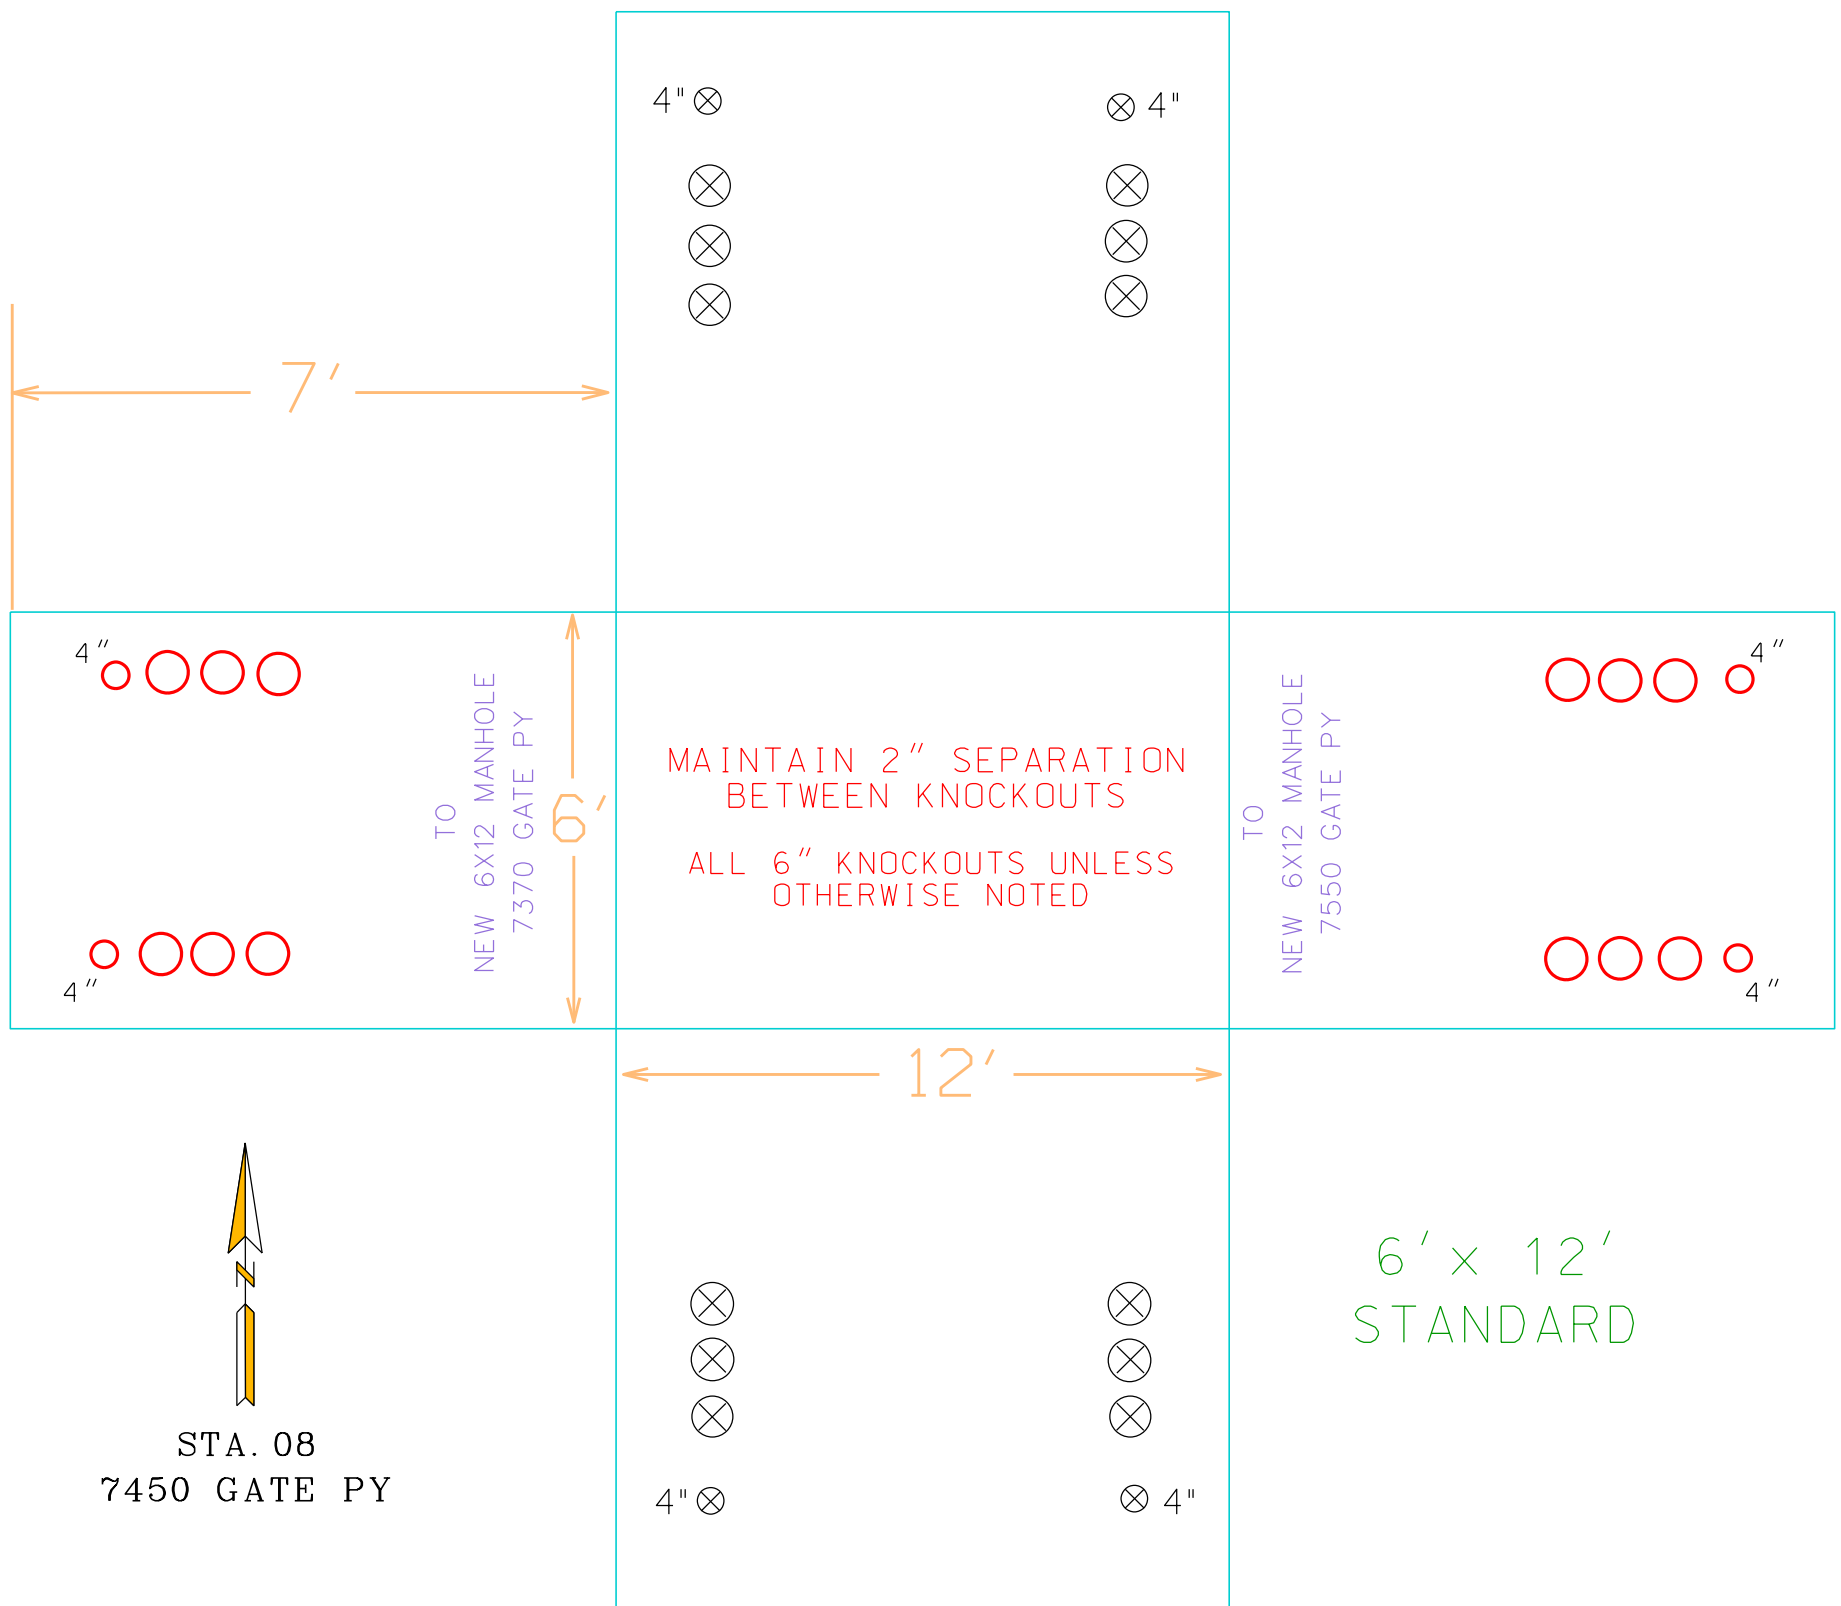 4" 4"
7'
4" 4"
TO
NEW 6X12 MANHOLE
7370 GATE PY
6'
MAINTAIN 2" SEPARATION
BETWEEN KNOCKOUTS
ALL 6" KNOCKOUTS UNLESS
OTHERWISE NOTED
TO
NEW 6X12 MANHOLE
7550 GATE PY
4" 4"
12'
N
6' x 12'
STANDARD
STA. 08
7450 GATE PY
4" 4"